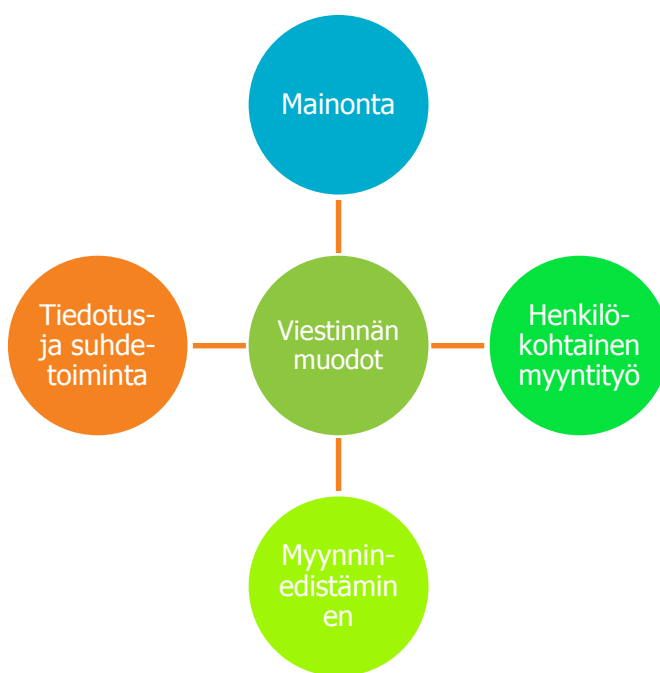 Mainonta
Tiedotus-
ja suhde-
toiminta
Viestinnän
muodot
Henkilö-
kohtainen
myyntityö
Myynnin-
edistämin
en